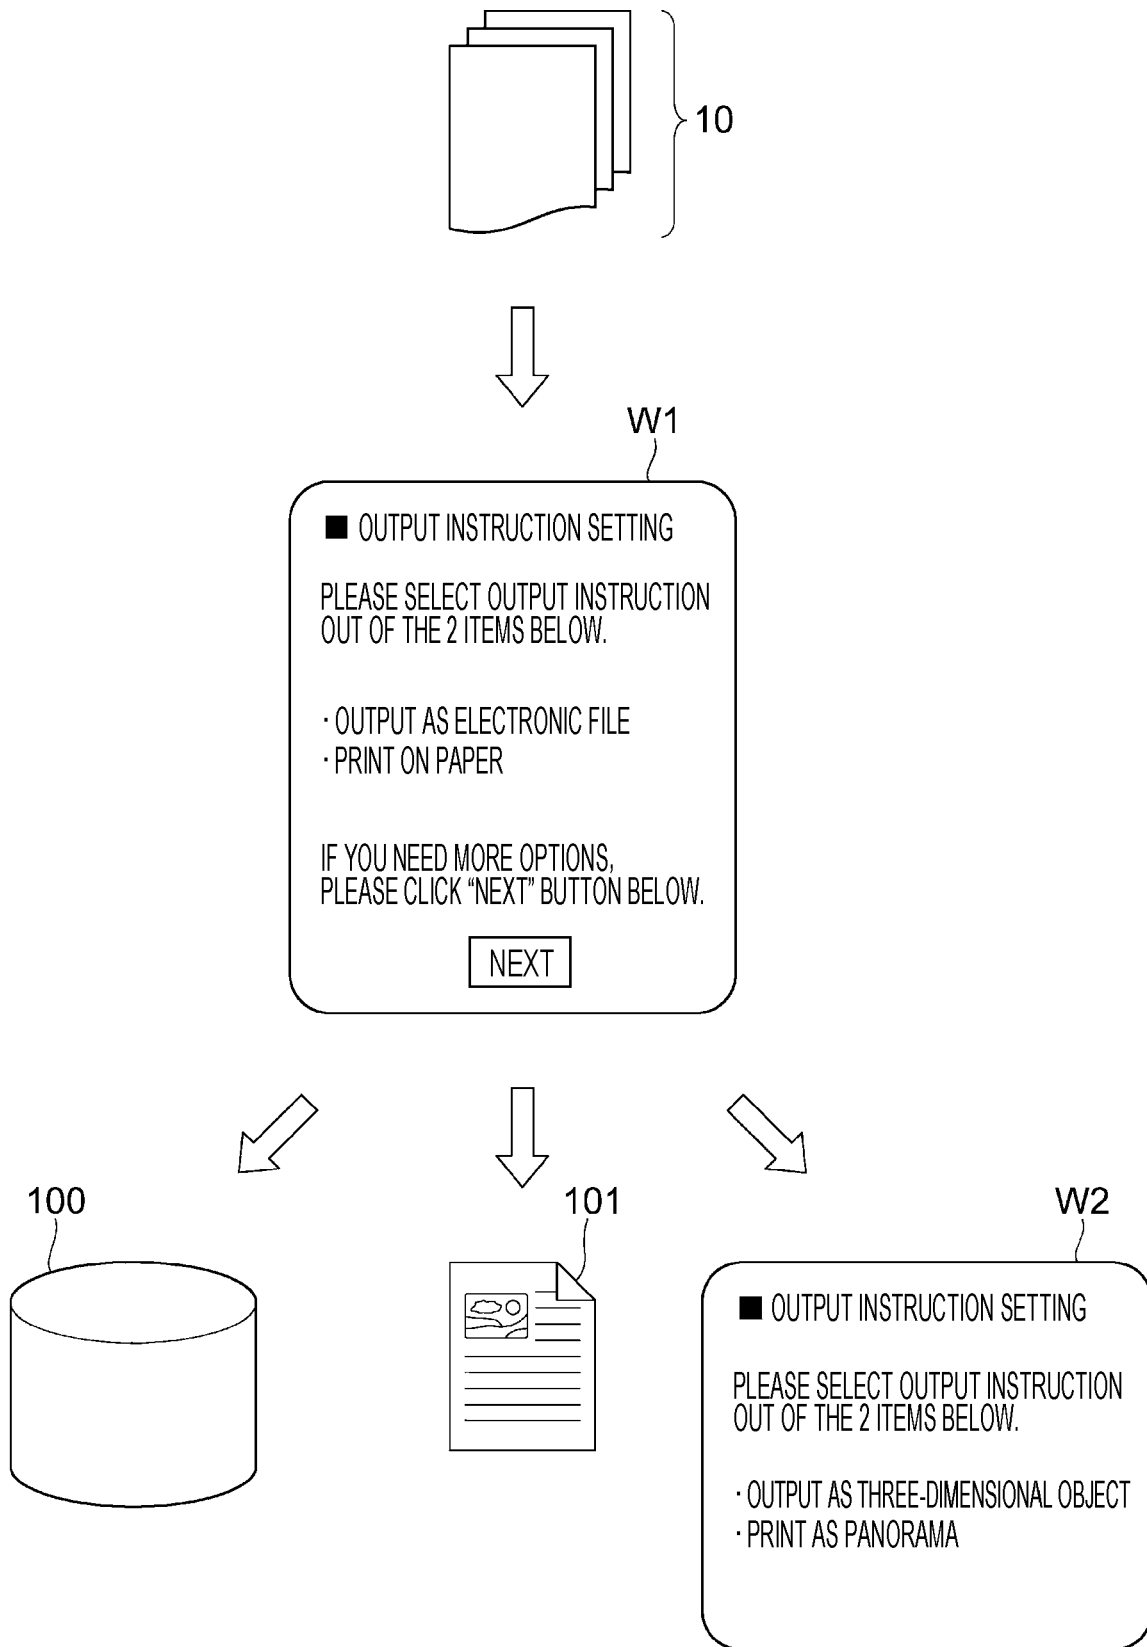 10
W1
■ OUTPUT INSTRUCTION SETTING
PLEASE SELECT OUTPUT INSTRUCTION
OUT OF THE 2 ITEMS BELOW.
· OUTPUT AS ELECTRONIC FILE
· PRINT ON PAPER
IF YOU NEED MORE OPTIONS,
PLEASE CLICK “NEXT” BUTTON BELOW.
NEXT
100
101
W2
■ OUTPUT INSTRUCTION SETTING
PLEASE SELECT OUTPUT INSTRUCTION
OUT OF THE 2 ITEMS BELOW.
· OUTPUT AS THREE-DIMENSIONAL OBJECT
· PRINT AS PANORAMA